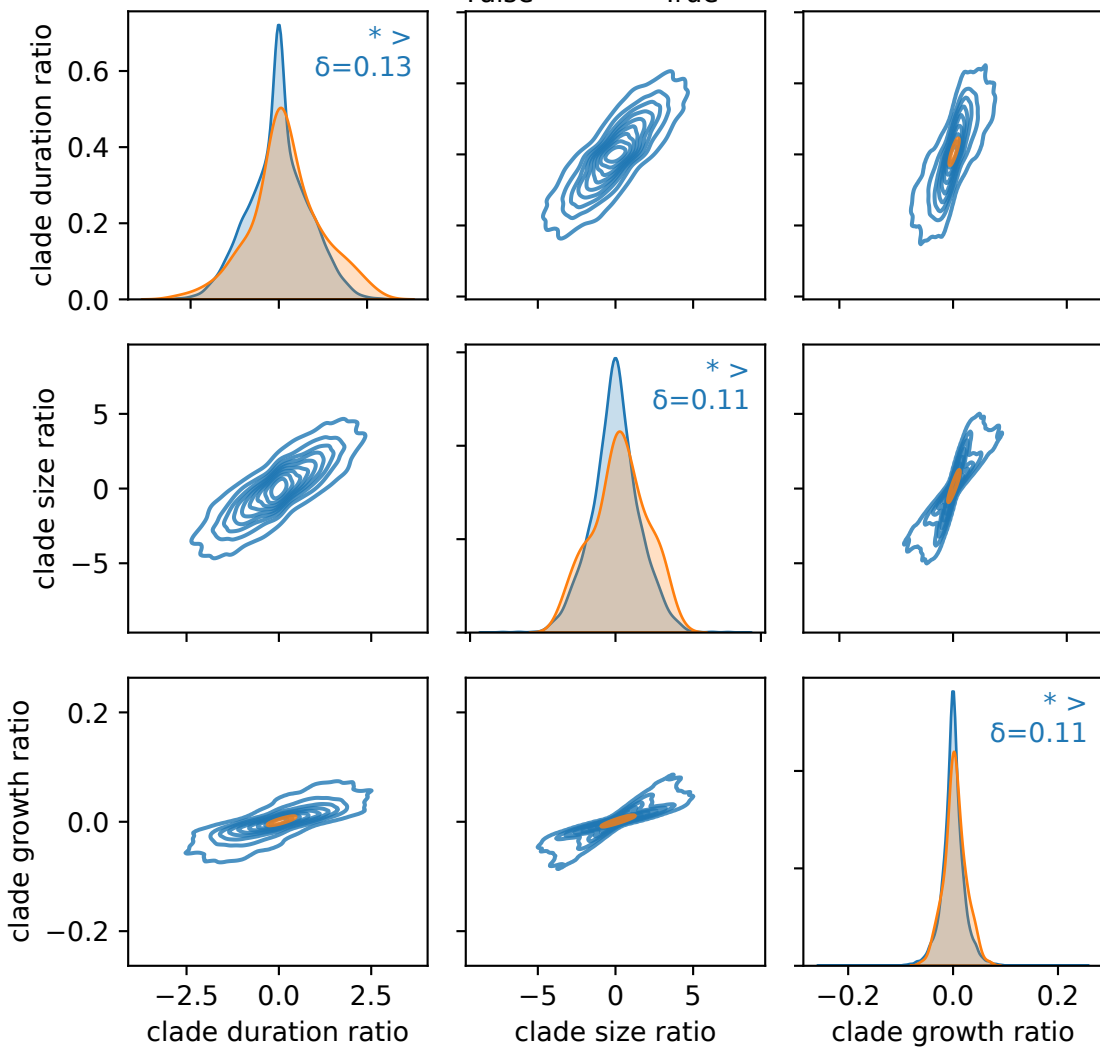 clade duration ratio
0.6
0.4
0.2
0.0
* >
δ=0.13
clade size ratio
5
0
−5
* >
δ=0.11
clade growth ratio
0.2
0.0
−0.2
* >
δ=0.11
−2.5 0.0 2.5
−5 0 5
−0.2 0.0 0.2
clade duration ratio
clade size ratio
clade growth ratio